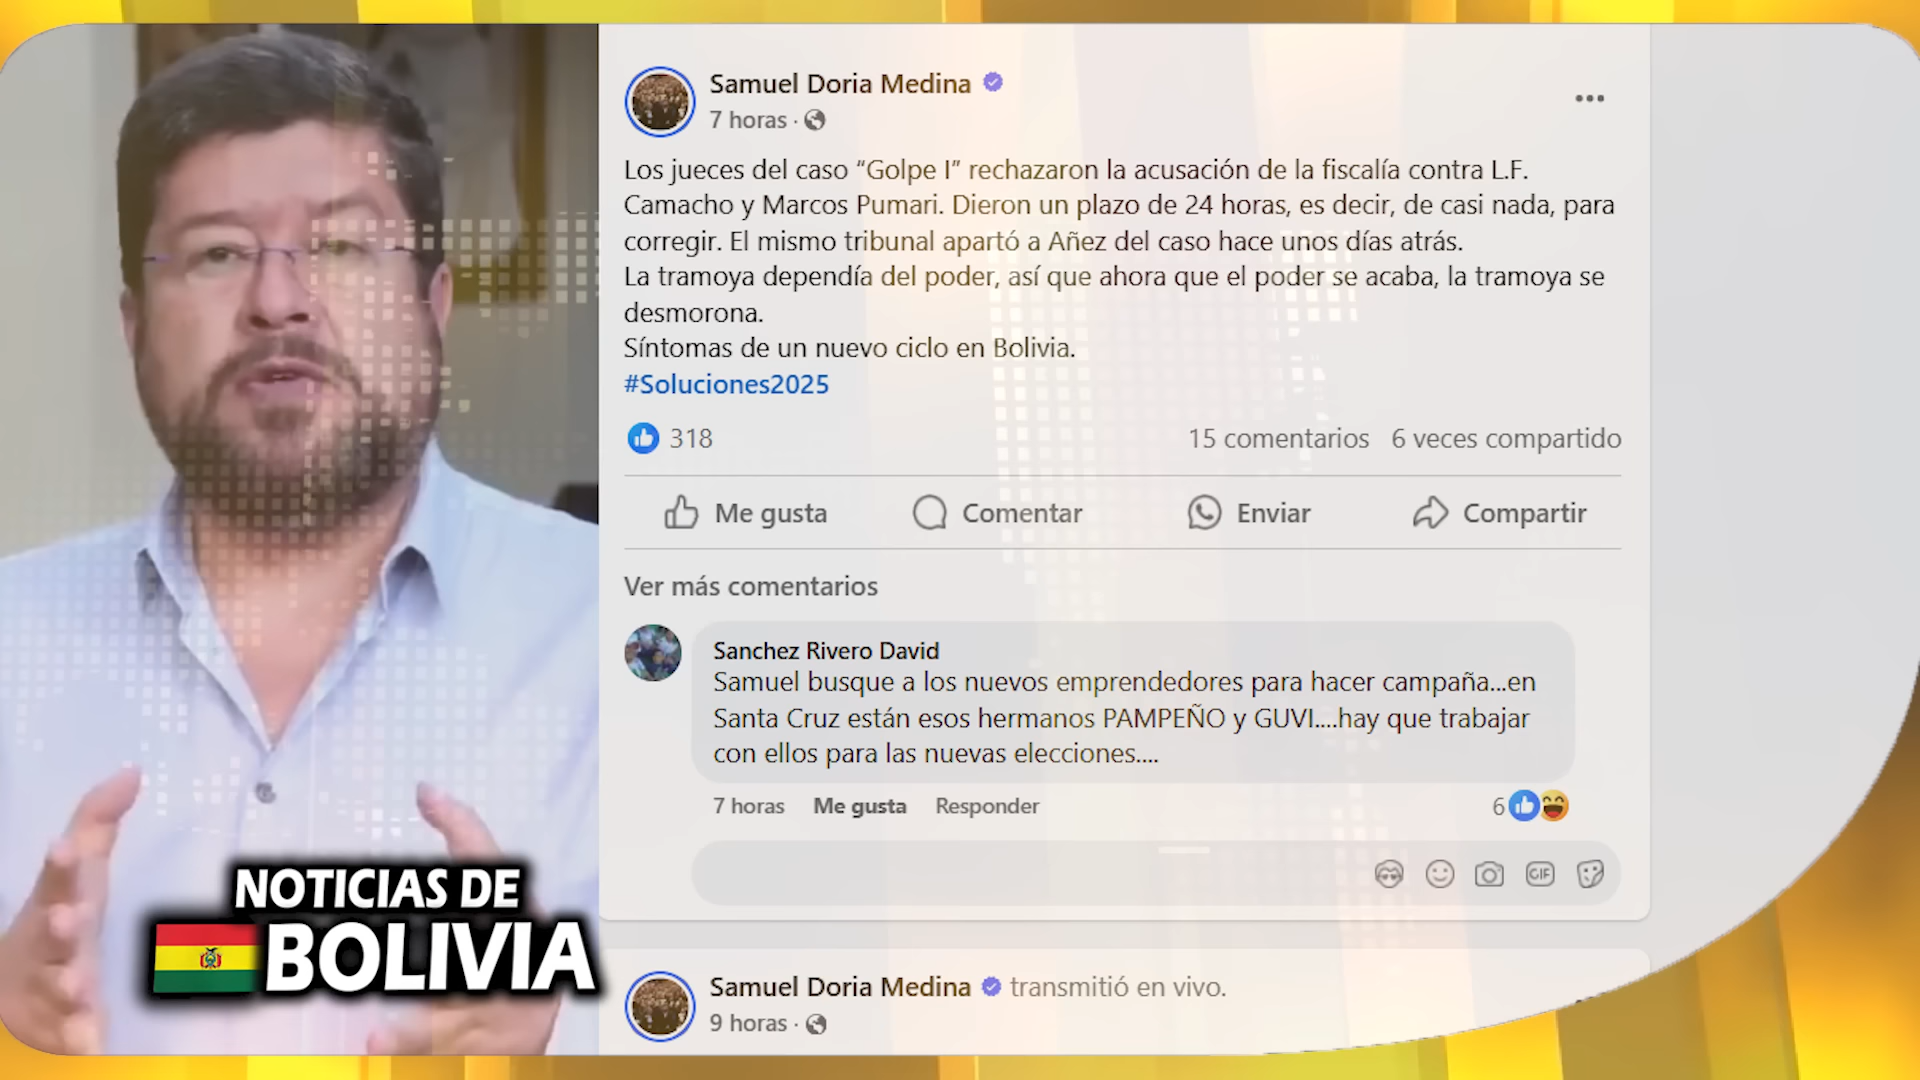 Samuel Doria Medina
7 horas ·
Los jueces del caso “Golpe I” rechazaron la acusación de la fiscalía contra L.F.
Camacho y Marcos Pumari. Dieron un plazo de 24 horas, es decir, de casi nada, para
corregir. El mismo tribunal apartó a Añez del caso hace unos días atrás.
La tramoya dependía del poder, así que ahora que el poder se acaba, la tramoya se
desmorona.
Síntomas de un nuevo ciclo en Bolivia.
#Soluciones2025
318
15 comentarios 6 veces compartido
Me gusta Comentar Enviar Compartir
Ver más comentarios
Sanchez Rivero David
Samuel busque a los nuevos emprendedores para hacer campaña...en
Santa Cruz están esos hermanos PAMPEÑO y GUVI....hay que trabajar
con ellos para las nuevas elecciones....
7 horas Me gusta Responder 6
GIF
Samuel Doria Medina transmitió en vivo.
9 horas ·
NOTICIAS DE
BOLIVIA